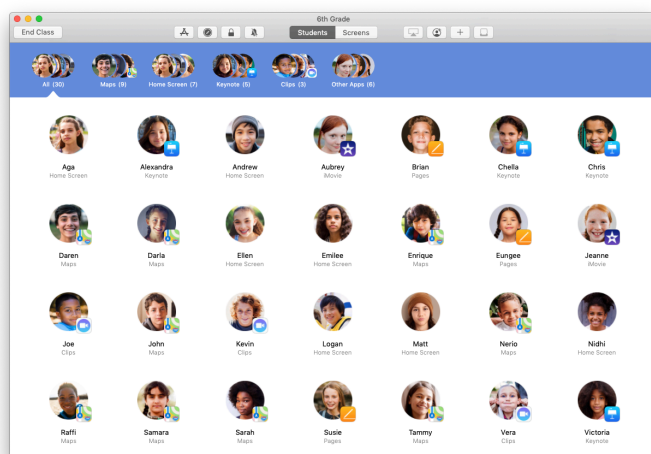 6th Grade
End Class
Students Screens
All (30) Maps (9) Home Screen (7) Keynote (5) Clips (3) Other Apps (6)
Aga Alexandra Andrew Aubrey Brian Chella Chris
Home Screen Keynote Home Screen iMovie Pages Keynote Keynote
Daren Darla Ellen Emilee Enrique Eungee Jeanne
Maps Maps Home Screen Home Screen Maps Pages iMovie
Joe John Kevin Logan Matt Nerio Nidhi
Clips Maps Clips Home Screen Home Screen Maps Home Screen
Raffi Samara Sarah Susie Tammy Vera Victoria
Maps Maps Maps Pages Maps Clips Keynote